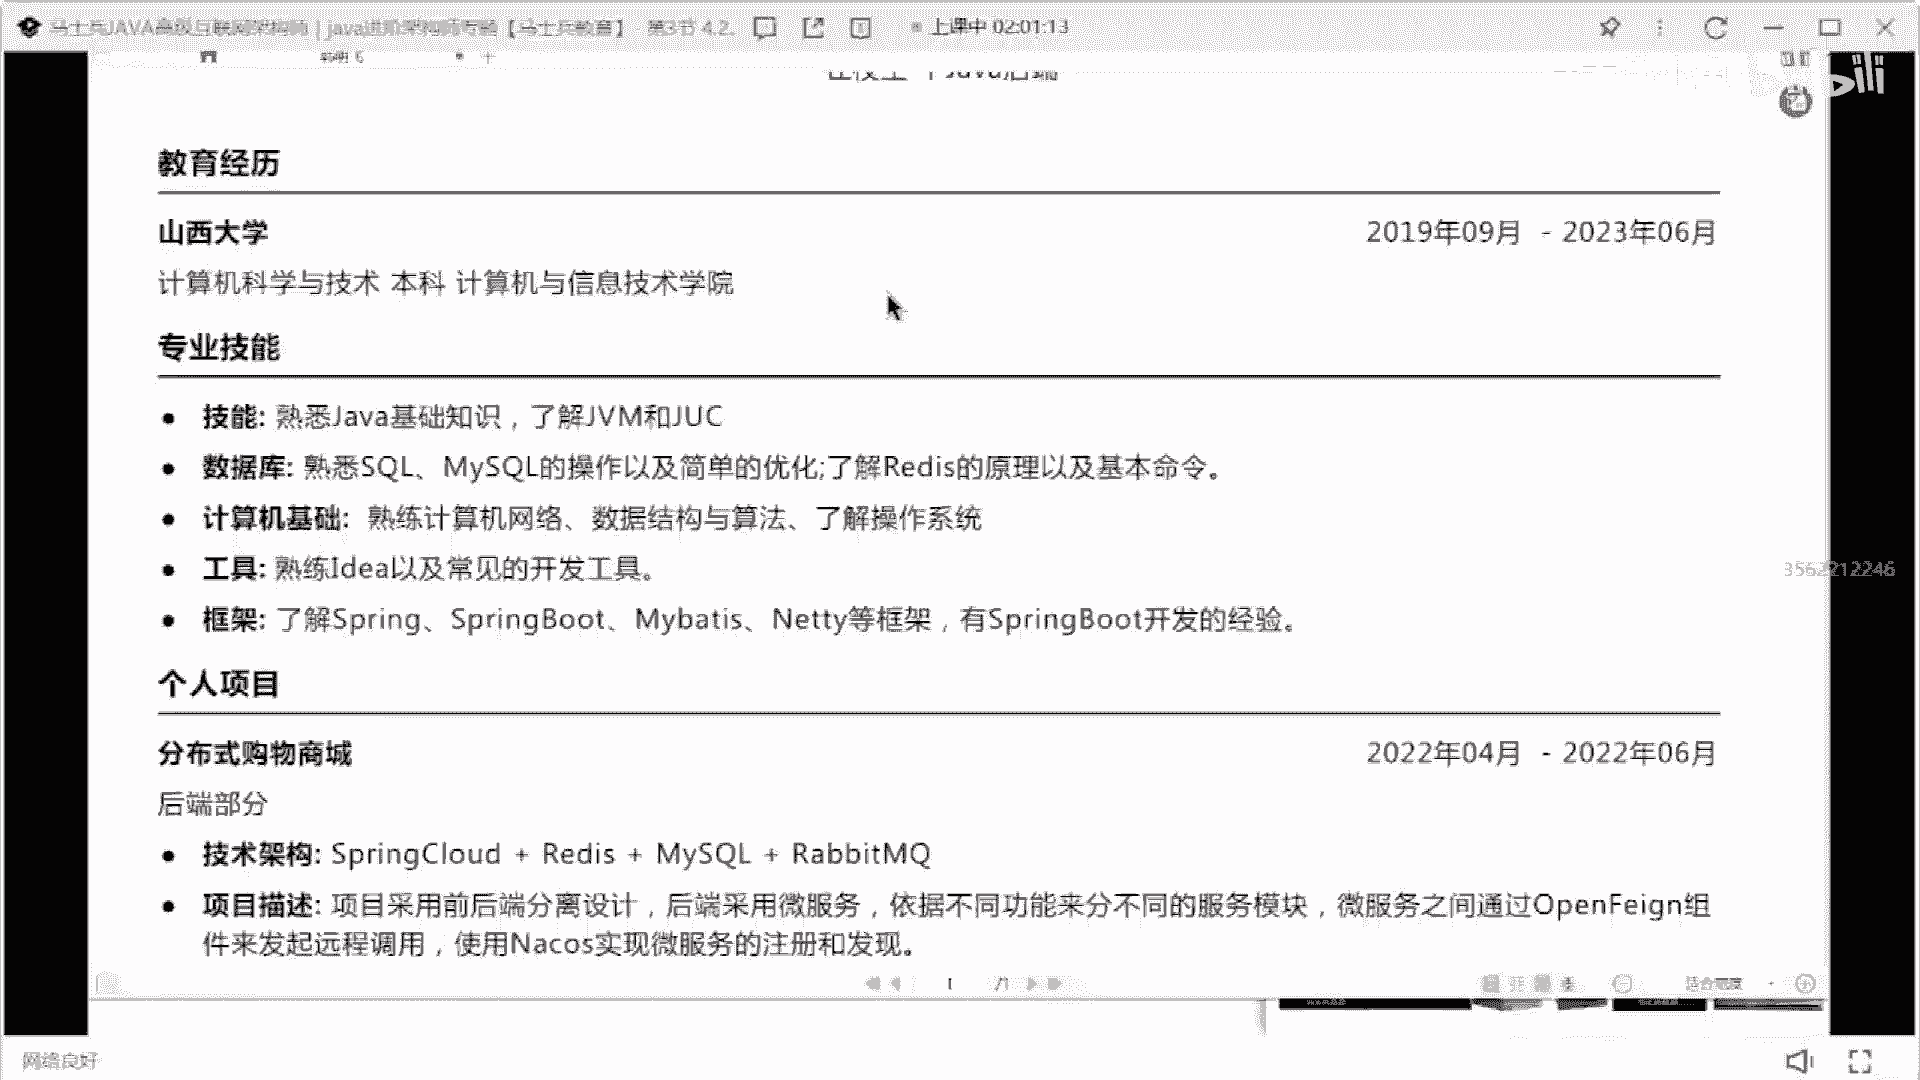 马士兵JAVA高级互联网架构师 | java进阶架构师专题【马士兵教育】 - 第3节 4.2.
上课中 02:01:13
教育经历
山西大学 2019年09月 - 2023年06月
计算机科学与技术 本科 计算机与信息技术学院
专业技能
技能: 熟悉Java基础知识，了解JVM和JUC
数据库: 熟悉SQL、MySQL的操作以及简单的优化;了解Redis的原理以及基本命令。
计算机基础: 熟练计算机网络、数据结构与算法、了解操作系统
工具: 熟练Idea以及常见的开发工具。
3562212246
框架: 了解Spring、SpringBoot、Mybatis、Netty等框架，有SpringBoot开发的经验。
个人项目
分布式购物商城 2022年04月 - 2022年06月
后端部分
技术架构: SpringCloud + Redis + MySQL + RabbitMQ
项目描述: 项目采用前后端分离设计，后端采用微服务，依据不同功能来分不同的服务模块，微服务之间通过OpenFeign组
件来发起远程调用，使用Nacos实现微服务的注册和发现。
1 /1 适合宽度
网络良好